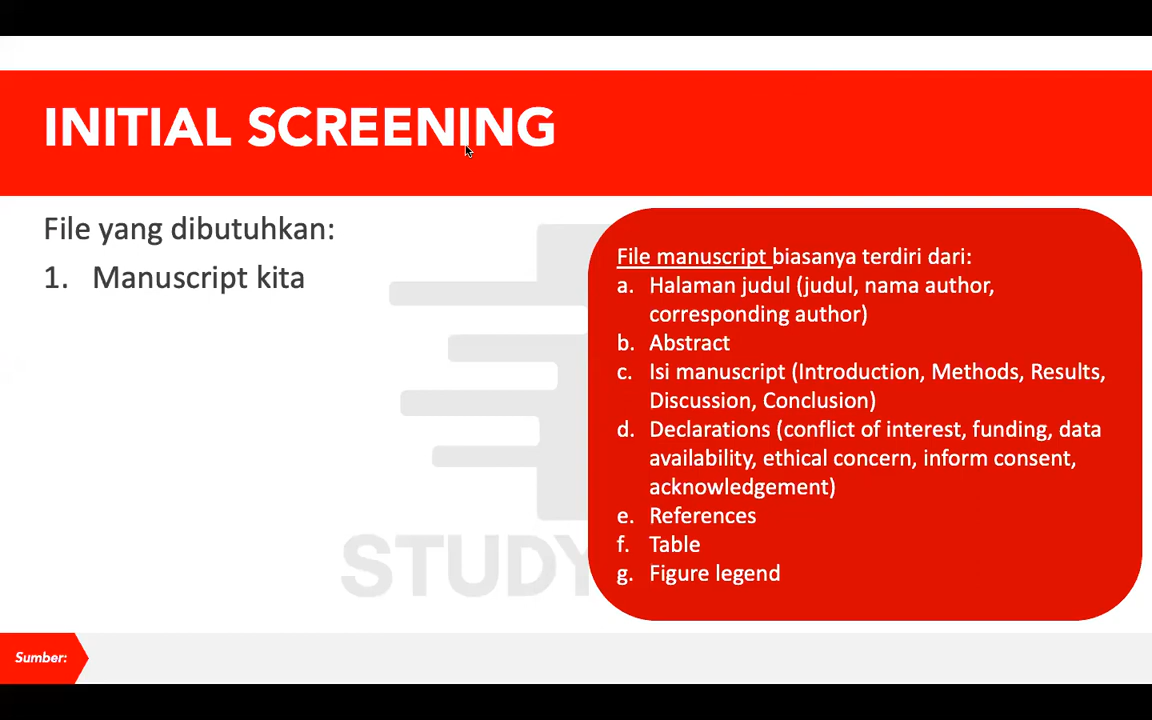 INITIAL SCREENING
File yang dibutuhkan:
1. Manuscript kita
File manuscript biasanya terdiri dari:
a. Halaman judul (judul, nama author,
corresponding author)
b. Abstract
c. Isi manuscript (Introduction, Methods, Results,
Discussion, Conclusion)
d. Declarations (conflict of interest, funding, data
availability, ethical concern, inform consent,
acknowledgement)
e. References
f. Table
g. Figure legend
STUDY
Sumber: